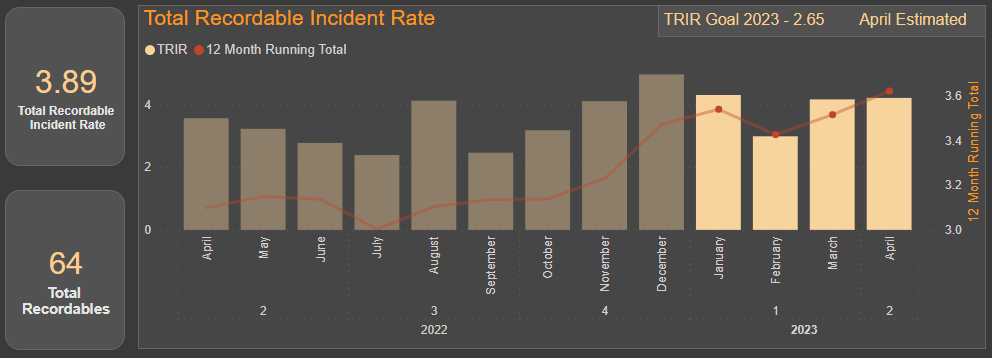 3.89
Total Recordable
Incident Rate
64
Total
Recordables
Total Recordable Incident Rate
TRIR Goal 2023 - 2.65 April Estimated
TRIR 12 Month Running Total
4
2
0
3.6
3.4
3.2
3.0
12 Month Running Total
April May June July August September October November December January February March April
2 3 4 1 2
2022 2023